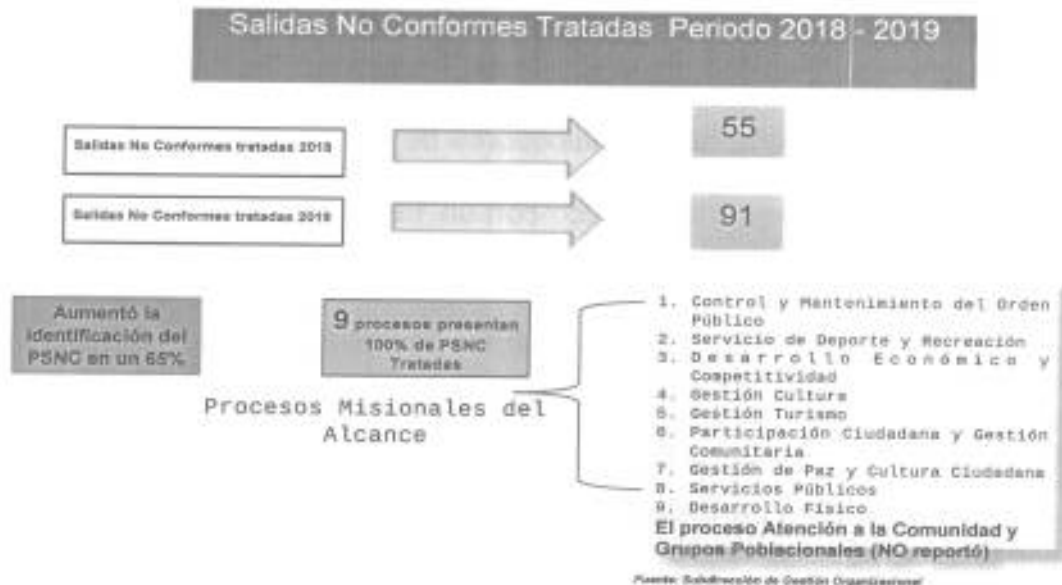 Salidas No Conformes Tratadas Periodo 2018 - 2019
Salidas No Conformes tratadas 2018
55
Salidas No Conformes tratadas 2019
91
Aumentó la
identificación del
PSNC en un 65%
9 procesos presentan
100% de PSNC
Tratadas
Procesos Misionales del
Alcance
1. Control y Mantenimiento del Orden
Público
2. Servicio de Deporte y Recreación
3. Desarrollo Económico y
Competitividad
4. Gestión Cultura
5. Gestión Turismo
6. Participación Ciudadana y Gestión
Comunitaria
7. Gestión de Paz y Cultura Ciudadana
8. Servicios Públicos
9. Desarrollo Físico
El proceso Atención a la Comunidad y
Grupos Poblacionales (NO reportó)
Fuente: Subdirección de Gestión Organizacional